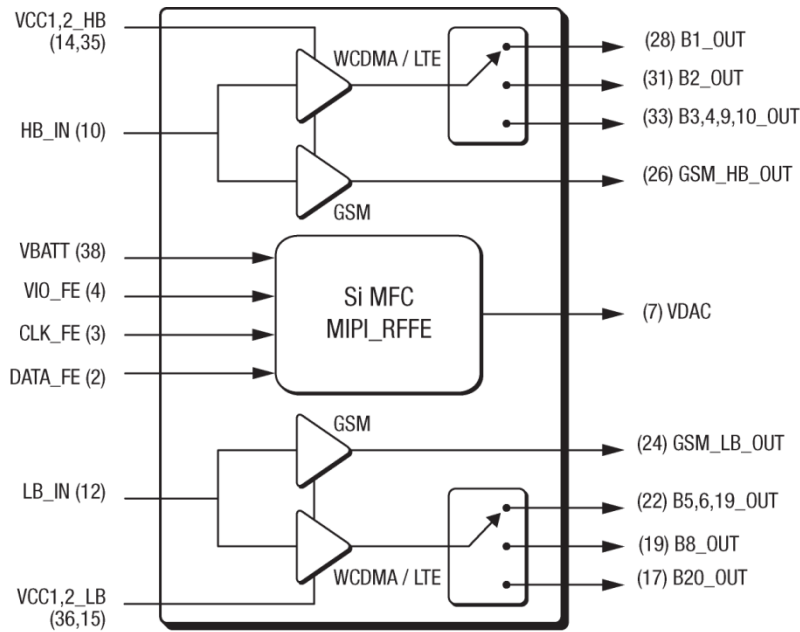 VCC1,2_HB
(14,35)
WCDMA / LTE
(28) B1_OUT
(31) B2_OUT
(33) B3,4,9,10_OUT
HB_IN (10)
(26) GSM_HB_OUT
GSM
VBATT (38)
VIO_FE (4)
CLK_FE (3)
DATA_FE (2)
Si MFC
MIPI_RFFE
(7) VDAC
GSM
(24) GSM_LB_OUT
LB_IN (12)
(22) B5,6,19_OUT
(19) B8_OUT
(17) B20_OUT
WCDMA / LTE
VCC1,2_LB
(36,15)